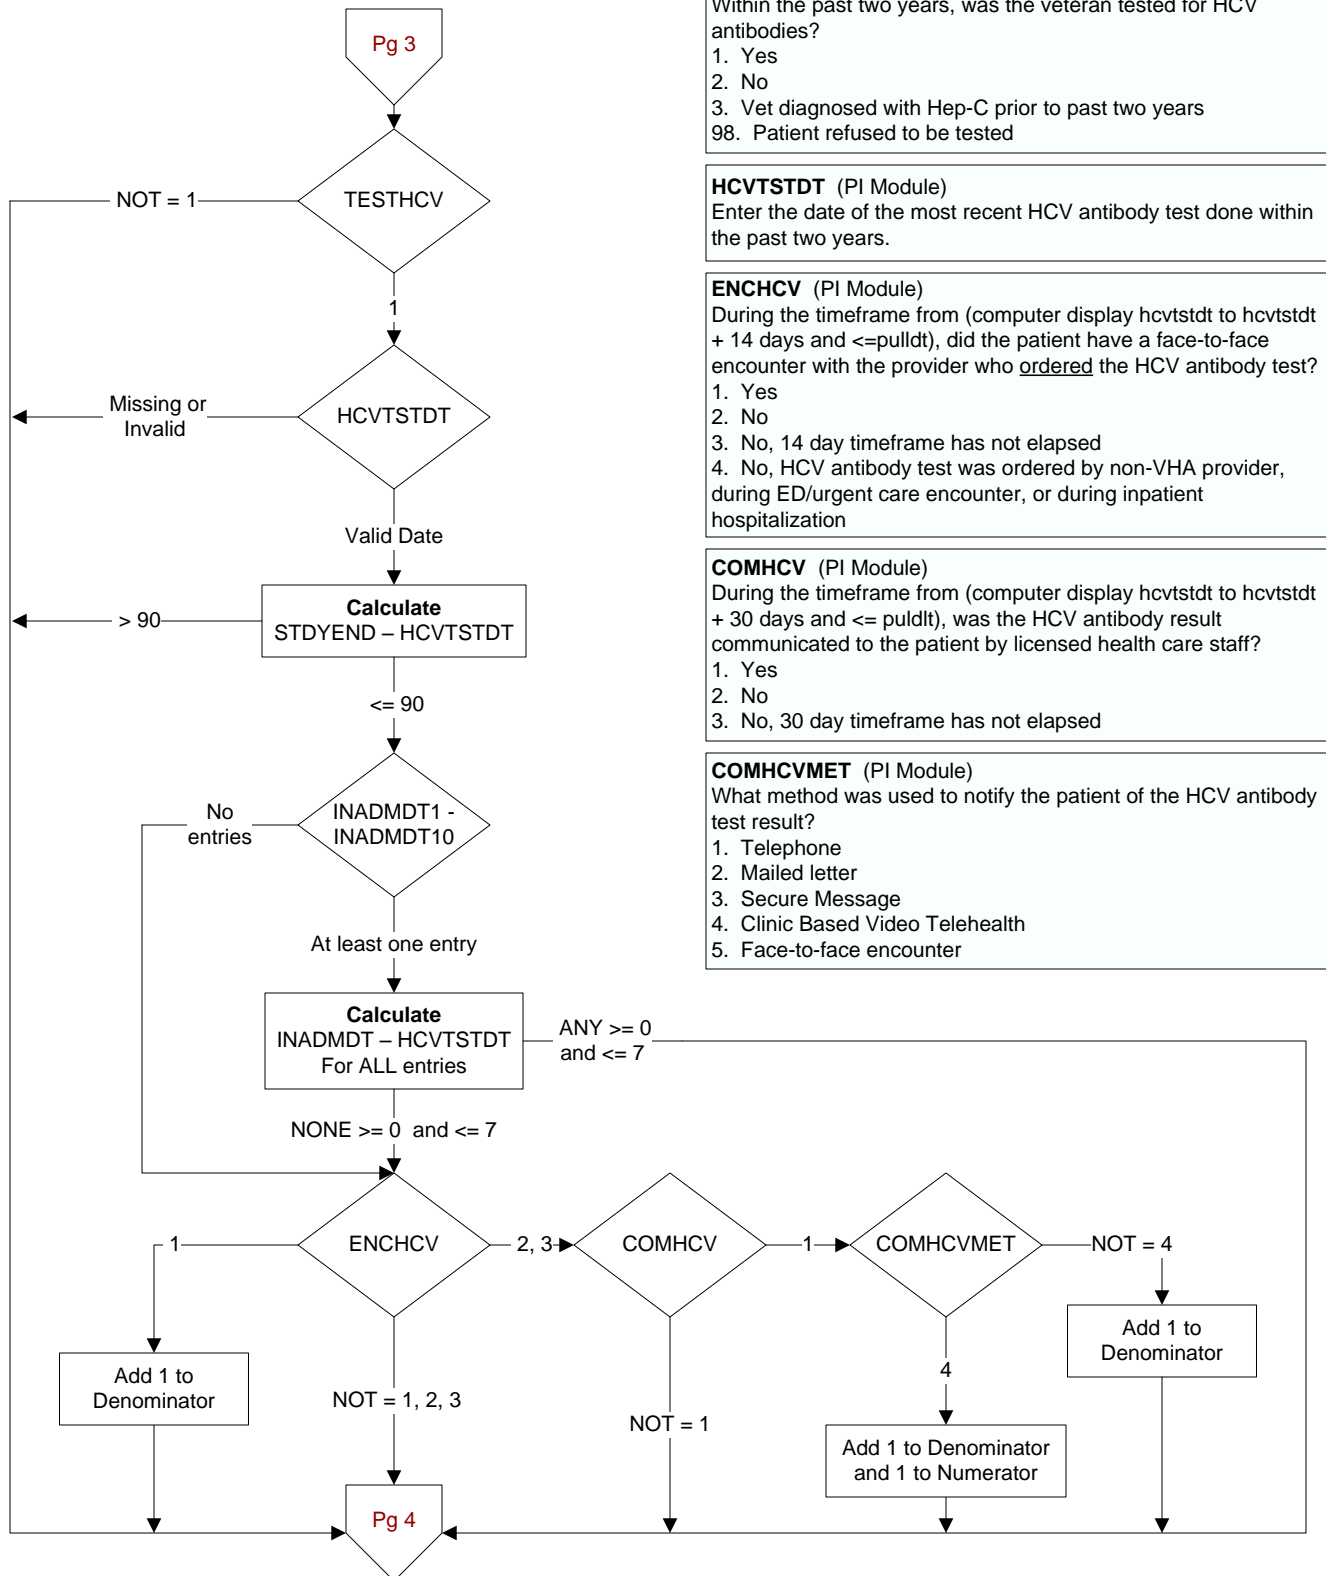 Pg 3
TESTHCV
NOT = 1
1
HCVTSTDT
Missing or
Invalid
Valid Date
Calculate
STDYEND – HCVTSTDT
> 90
<= 90
INADMDT1 -
INADMDT10
No
entries
At least one entry
Calculate
INADMDT – HCVTSTDT
For ALL entries
ANY >= 0
and <= 7
NONE >= 0 and <= 7
ENCHCV
1
2, 3
COMHCV
1
COMHCVMET
NOT = 4
Add 1 to
Denominator
NOT = 1, 2, 3
NOT = 1
4
Add 1 to Denominator
and 1 to Numerator
Add 1 to
Denominator
Pg 4
Within the past two years, was the veteran tested for HCV
antibodies?
1. Yes
2. No
3. Vet diagnosed with Hep-C prior to past two years
98. Patient refused to be tested
HCVTSTDT (PI Module)
Enter the date of the most recent HCV antibody test done within
the past two years.
ENCHCV (PI Module)
During the timeframe from (computer display hcvtstdt to hcvtstdt
+ 14 days and <=pulldt), did the patient have a face-to-face
encounter with the provider who ordered the HCV antibody test?
1. Yes
2. No
3. No, 14 day timeframe has not elapsed
4. No, HCV antibody test was ordered by non-VHA provider,
during ED/urgent care encounter, or during inpatient
hospitalization
COMHCV (PI Module)
During the timeframe from (computer display hcvtstdt to hcvtstdt
+ 30 days and <= puldlt), was the HCV antibody result
communicated to the patient by licensed health care staff?
1. Yes
2. No
3. No, 30 day timeframe has not elapsed
COMHCVMET (PI Module)
What method was used to notify the patient of the HCV antibody
test result?
1. Telephone
2. Mailed letter
3. Secure Message
4. Clinic Based Video Telehealth
5. Face-to-face encounter